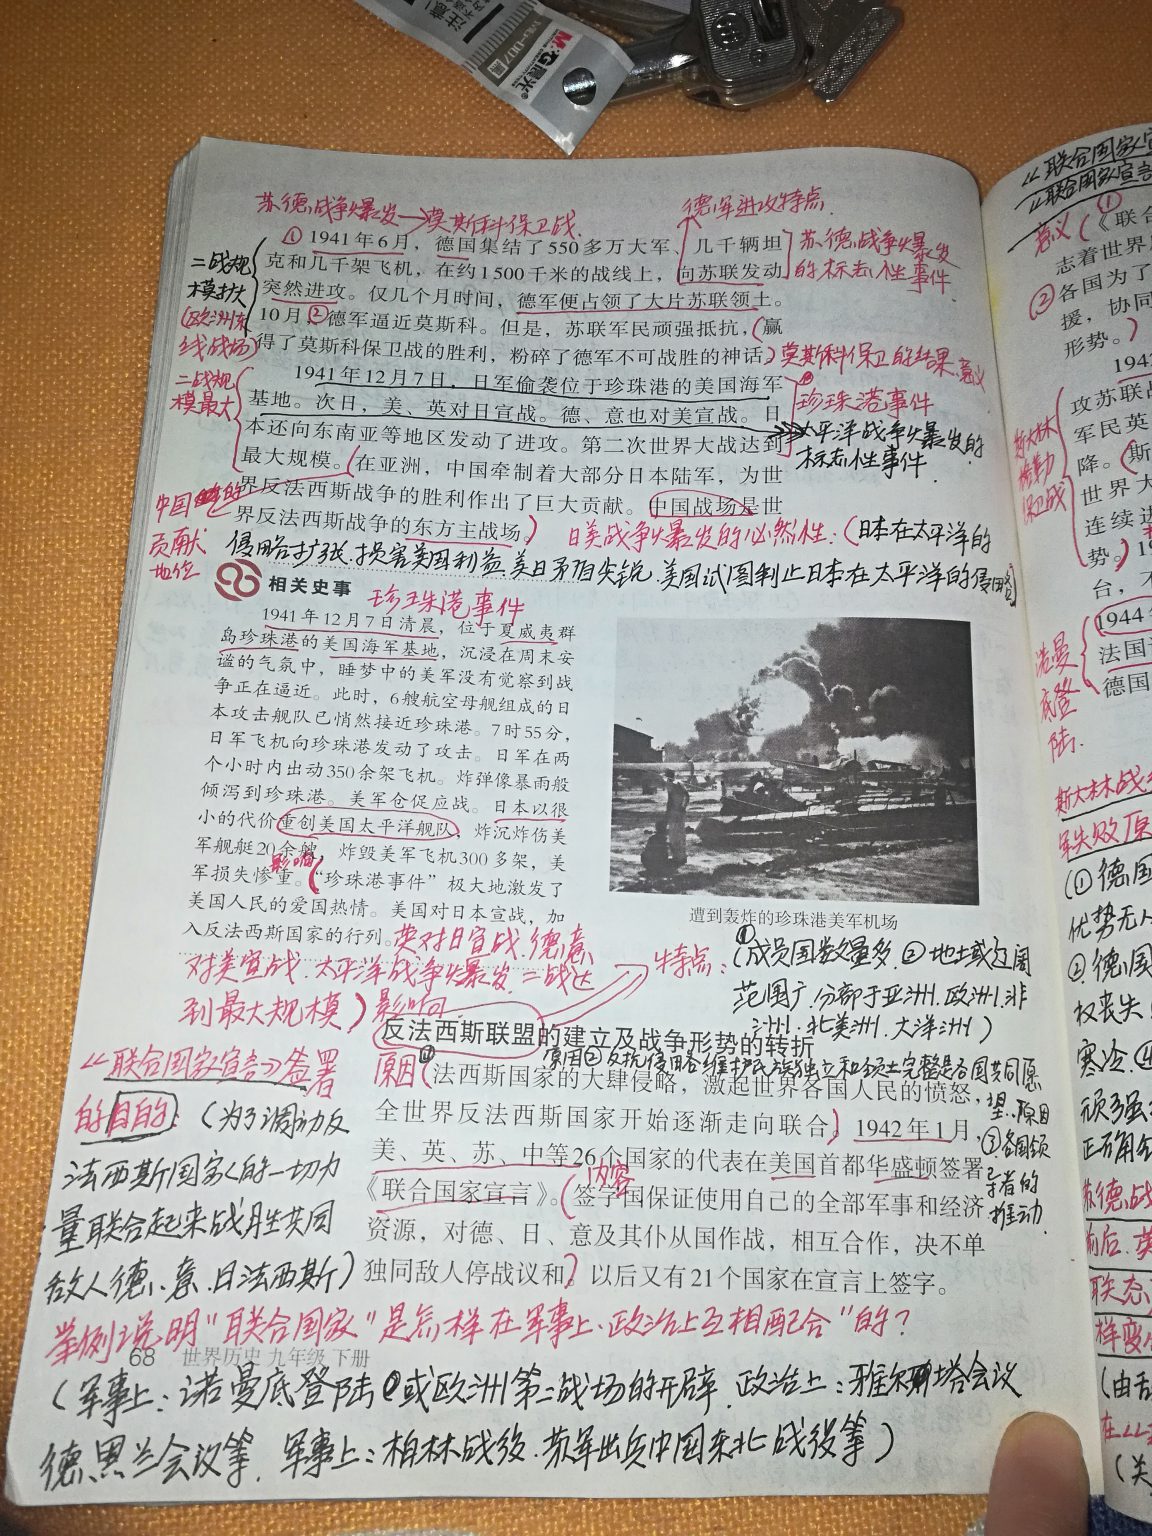 M&G 晨光
苏德战争爆发→莫斯科保卫战.
德军进攻特点.
①1941年6月，德国集结了550多万大军、几千辆坦
克和几千架飞机，在约1500千米的战线上，向苏联发动
突然进攻。仅几个月时间，德军便占领了大片苏联领土。
10月，②德军逼近莫斯科。但是，苏联军民顽强抵抗，(赢
得了莫斯科保卫战的胜利，粉碎了德军不可战胜的神话。)
二战规
模扩大
(欧洲东
线战场)
苏德战争爆发
的标志性事件
莫斯科保卫的结果、意义
1941年12月7日，日军偷袭位于珍珠港的美国海军
基地。次日，美、英对日宣战。德、意也对美宣战。日
本还向东南亚等地区发动了进攻。第二次世界大战达到
最大规模。(在亚洲，中国牵制着大部分日本陆军，为世
界反法西斯战争的胜利作出了巨大贡献。中国战场是世
界反法西斯战争的东方主战场。)
二战规
模最大
珍珠港事件
太平洋战争爆发的
标志性事件.
中国的
贡献
地位
日美战争爆发的必然性:(日本在太平洋的
侵略扩张.损害美国利益.美日矛盾尖锐.美国试图制止日本在太平洋的侵略)
相关史事
珍珠港事件
1941年12月7日清晨，位于夏威夷群
岛珍珠港的美国海军基地，沉浸在周末安
谧的气氛中，睡梦中的美军没有觉察到战
争正在逼近。此时，6艘航空母舰组成的日
本攻击舰队已悄然接近珍珠港。7时55分，
日军飞机向珍珠港发动了攻击。日军在两
个小时内出动350余架飞机。炸弹像暴雨般
倾泻到珍珠港。美军仓促应战。日本以很
小的代价重创美国太平洋舰队，炸沉炸伤美
军舰艇20余艘，炸毁美军飞机300多架，美
军损失惨重。影响("珍珠港事件"极大地激发了
美国人民的爱国热情。美国对日本宣战，加
入反法西斯国家的行列。英对日宣战.德、意
对美宣战.太平洋战争爆发.二战达
到最大规模)影响
遭到轰炸的珍珠港美军机场
特点:(①成员国数量多.②地域辽阔
范围广.分部于亚洲.欧洲.非
洲.北美洲.大洋洲)
反法西斯联盟的建立及战争形势的转折
原因②反抗侵略维护民族独立和领土完整是各国共同愿
望.原因
③各国领
导者的
推动.
原因①(法西斯国家的大肆侵略，激起世界各国人民的愤怒，
全世界反法西斯国家开始逐渐走向联合。)1942年1月，
美、英、苏、中等26个国家的代表在美国首都华盛顿签署
《联合国家宣言》。内容(签字国保证使用自己的全部军事和经济
资源，对德、日、意及其仆从国作战，相互合作，决不单
独同敌人停战议和。)以后又有21个国家在宣言上签字。
《联合国家宣言》签署
的目的:(为了调动反
法西斯国家的一切力
量联合起来战胜共同
敌人德、意、日法西斯)
举例说明"联合国家"是怎样在军事上、政治上互相配合"的?
68 世界历史 九年级 下册
(军事上:诺曼底登陆或欧洲第二战场的开辟.政治上:雅尔塔会议
德黑兰会议等.军事上:柏林战役.苏军出兵中国东北战役等)
《联合国家宣
《联合国家宣言
意义(①《联合
志着世界
②各国为了
援，协同
形势。)
1942
攻苏联
军民英
降。(斯
世界大
连续进
势。)
台，
斯大林
格勒
保卫战
1944年
法国
德国
诺曼
底登
陆.
斯大林战
军失败原
(①德国
优势无
②.德国
权丧失
寒冷.④
顽强
正确
苏德战
前后.英
联态
样变
(由